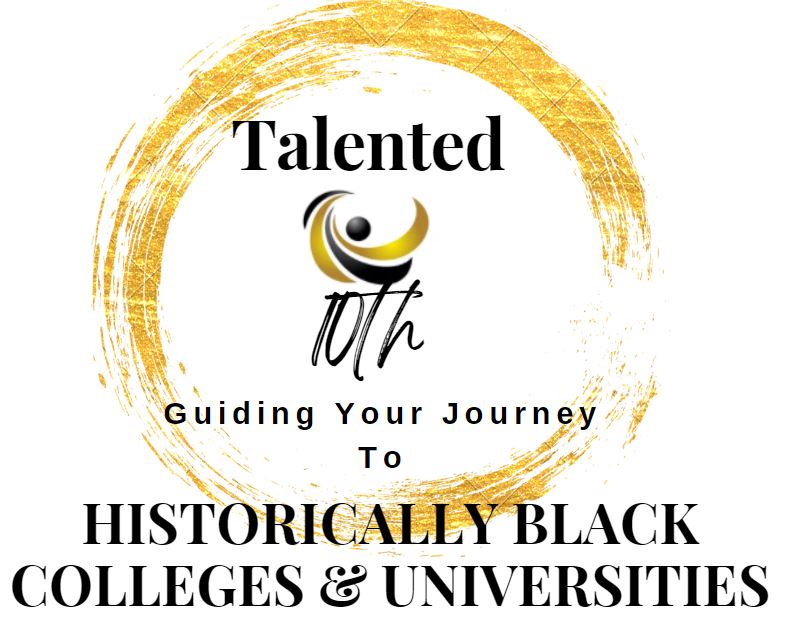 Talented
10th
Guiding Your Journey
To
HISTORICALLY BLACK
COLLEGES & UNIVERSITIES